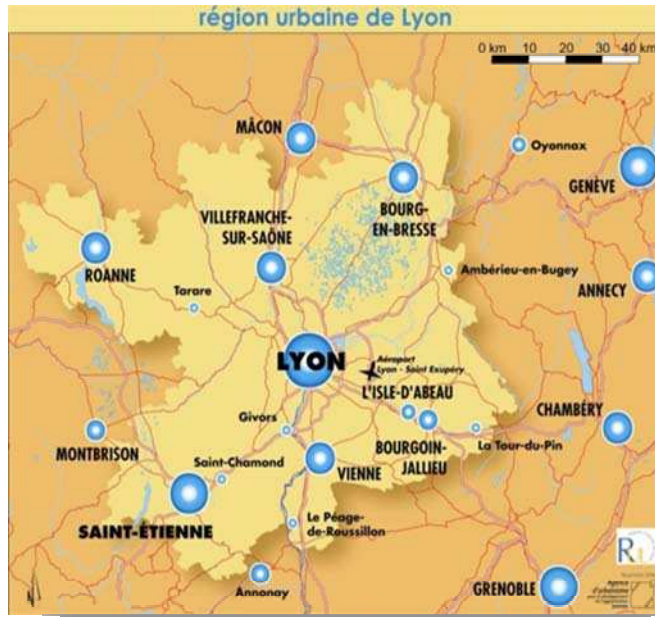 région urbaine de Lyon
0 km 10 20 30 40 km
MÂCON
Oyonnax
GENÈVE
BOURG-
EN-BRESSE
VILLEFRANCHE-
SUR-SAÔNE
ROANNE
Ambérieu-en-Bugey
ANNECY
Tarare
LYON
Aéroport
Lyon - Saint Exupéry
L'ISLE-D'ABEAU
CHAMBÉRY
Givors
BOURGOIN-
JALLIEU
La Tour-du-Pin
MONTBRISON
Saint-Chamond
VIENNE
SAINT-ÉTIENNE
Le Péage-
de-Roussillon
Annonay
GRENOBLE
Agence
d'urbanisme